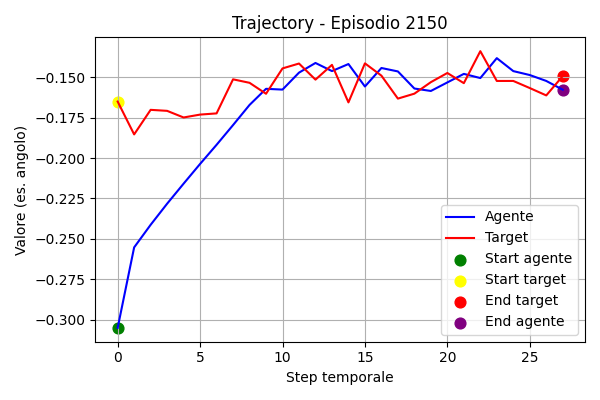 Trajectory - Episodio 2150
Valore (es. angolo)
−0.150
−0.175
−0.200
−0.225
−0.250
−0.275
−0.300
0 5 10 15 20 25
Step temporale
Agente
Target
Start agente
Start target
End target
End agente